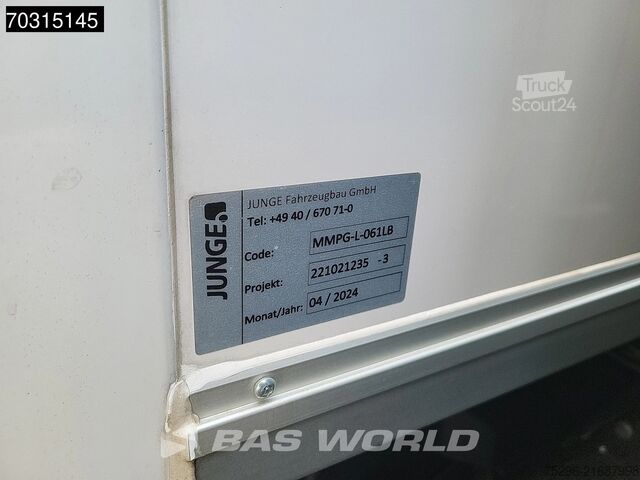 70315145
Truck
Scout24
JUNGE
JUNGE Fahrzeugbau GmbH
Tel: +49 40 / 670 71-0
Code: MMPG-L-061LB
Projekt: 221021235 -3
Monat/Jahr: 04 / 2024
BAS WORLD